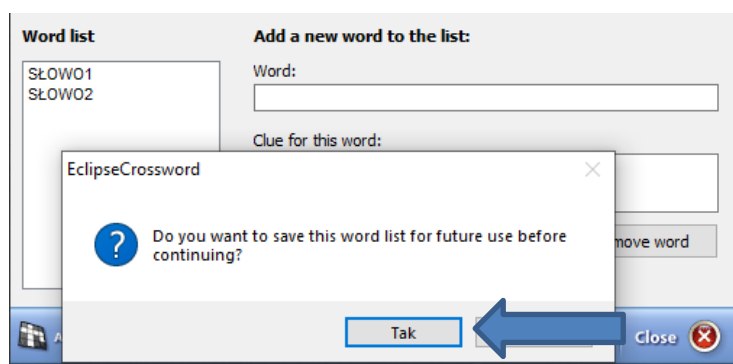 Word list
Add a new word to the list:
SŁOWO1
SŁOWO2
Word:
Clue for this word:
EclipseCrossword
Do you want to save this word list for future use before
continuing?
move word
Tak
A
Close